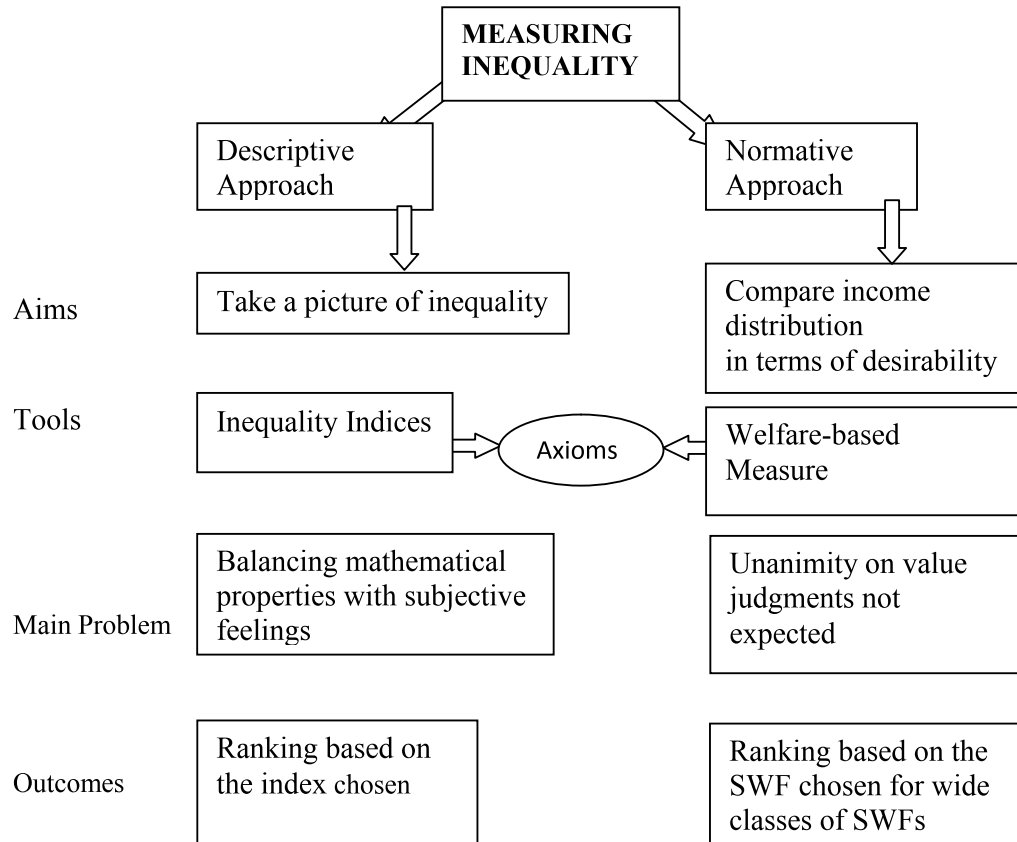 MEASURING
INEQUALITY
Descriptive
Approach
Normative
Approach
Aims
Take a picture of inequality
Compare income
distribution
in terms of desirability
Tools
Inequality Indices
Axioms
Welfare-based
Measure
Main Problem
Balancing mathematical
properties with subjective
feelings
Unanimity on value
judgments not
expected
Outcomes
Ranking based on
the index chosen
Ranking based on the
SWF chosen for wide
classes of SWFs